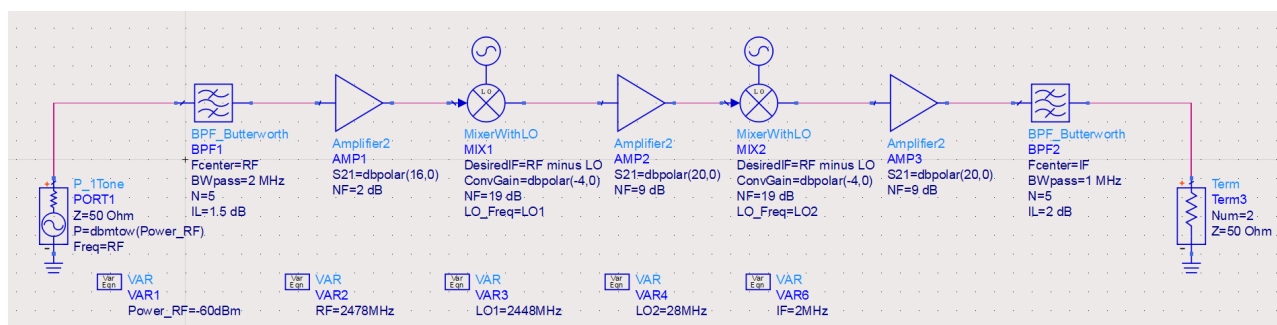 LO
LO
BPF_Butterworth
BPF1
Fcenter=RF
BWpass=2 MHz
N=5
IL=1.5 dB
Amplifier2
AMP1
S21=dbpolar(16,0)
NF=2 dB
MixerWithLO
MIX1
DesiredIF=RF minus LO
ConvGain=dbpolar(-4,0)
NF=19 dB
LO_Freq=LO1
Amplifier2
AMP2
S21=dbpolar(20,0)
NF=9 dB
MixerWithLO
MIX2
DesiredIF=RF minus LO
ConvGain=dbpolar(-4,0)
NF=19 dB
LO_Freq=LO2
Amplifier2
AMP3
S21=dbpolar(20,0)
NF=9 dB
BPF_Butterworth
BPF2
Fcenter=IF
BWpass=1 MHz
N=5
IL=2 dB
P_1Tone
PORT1
Z=50 Ohm
P=dbmtow(Power_RF)
Freq=RF
Term
Term3
Num=2
Z=50 Ohm
Var
Eqn
VAR
VAR1
Power_RF=-60dBm
Var
Eqn
VAR
VAR2
RF=2478MHz
Var
Eqn
VAR
VAR3
LO1=2448MHz
Var
Eqn
VAR
VAR4
LO2=28MHz
Var
Eqn
VAR
VAR6
IF=2MHz